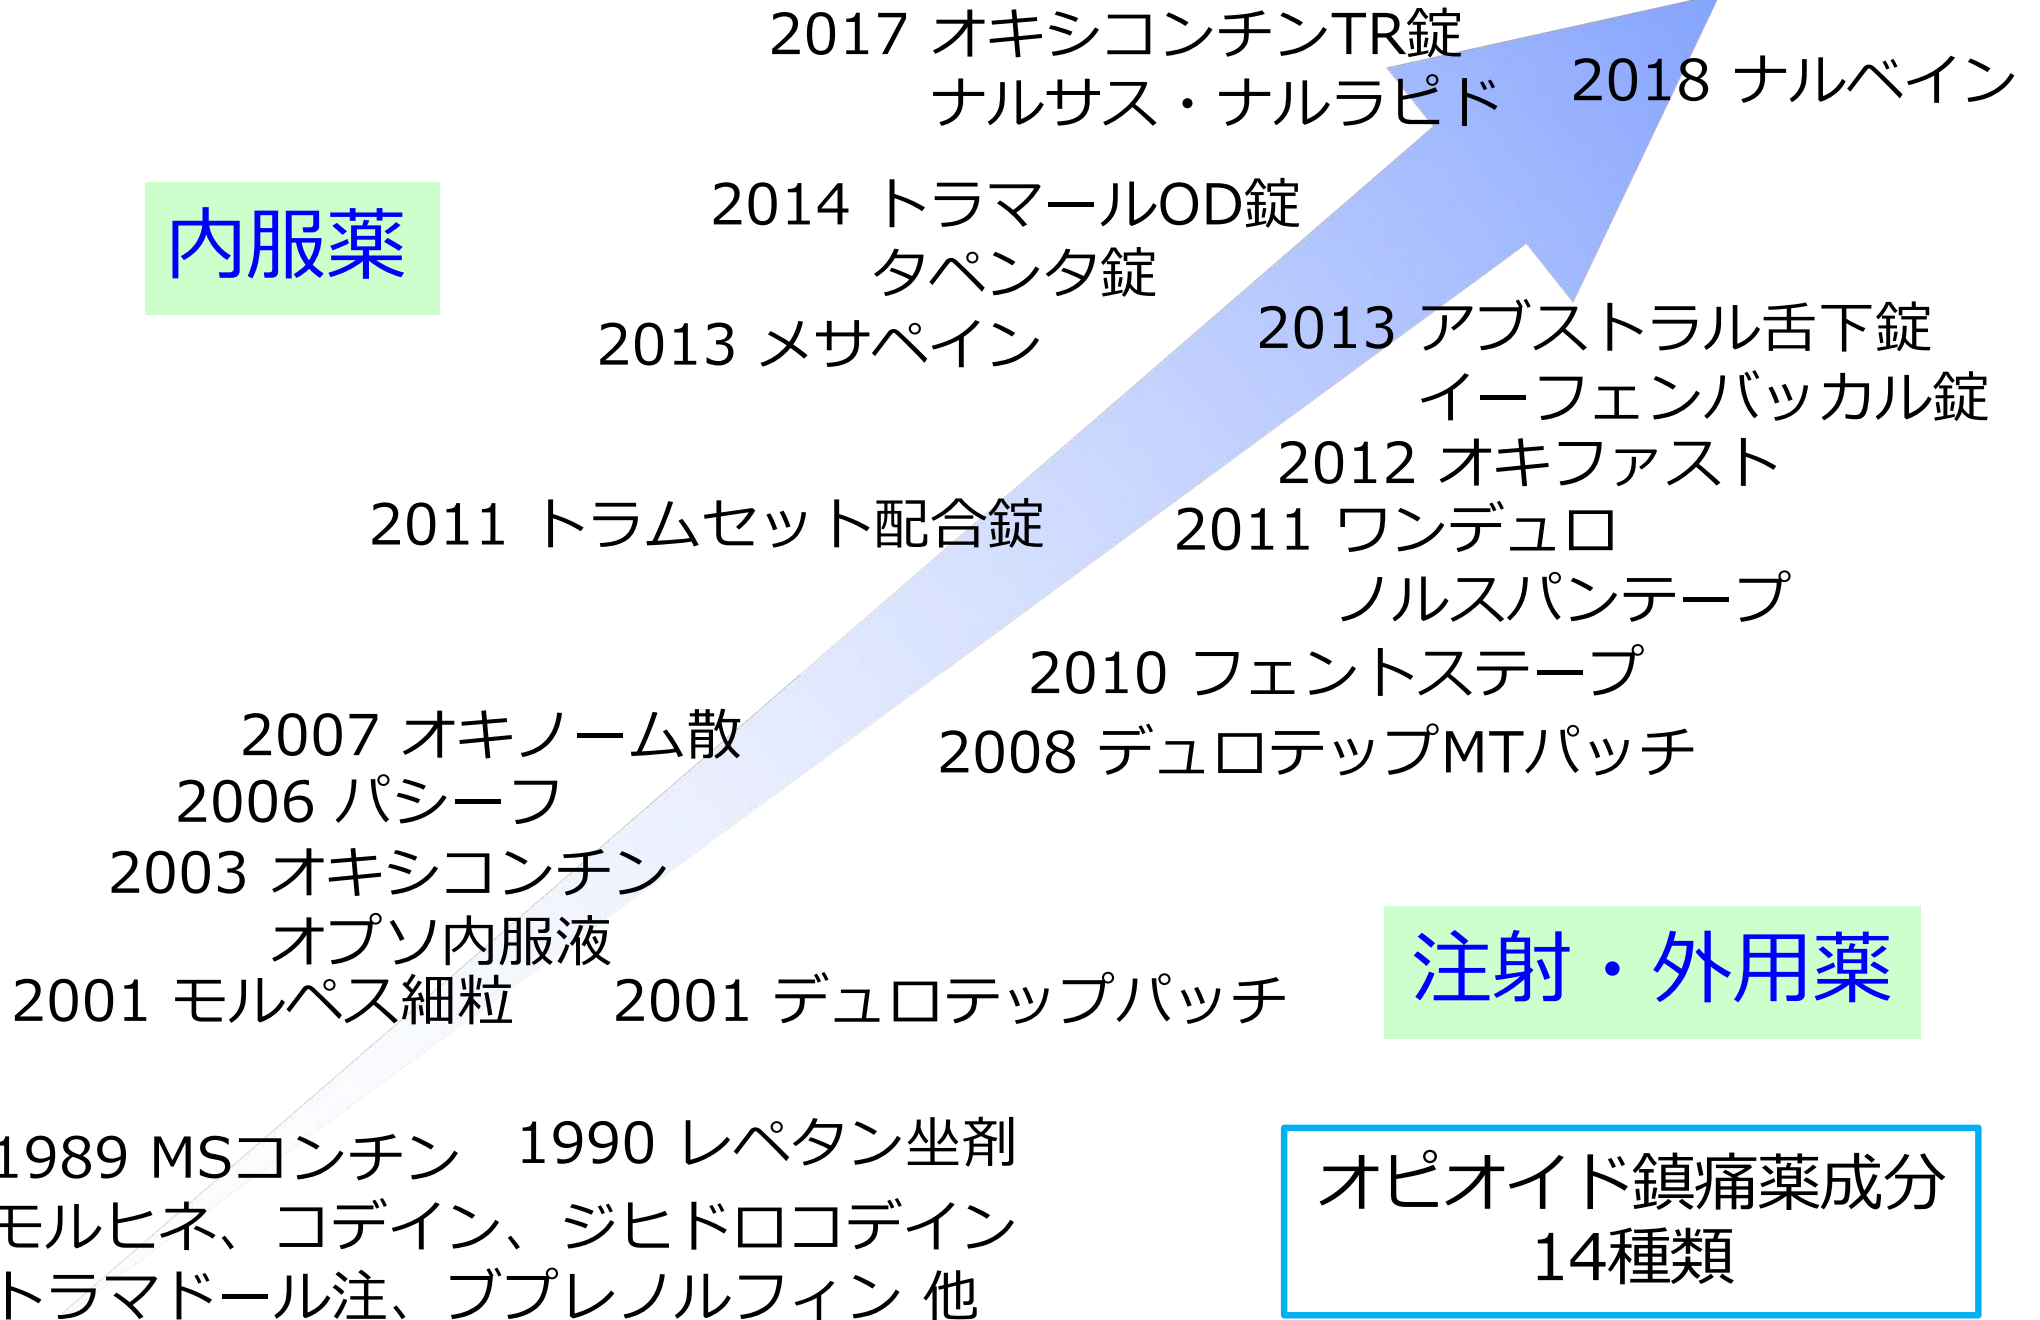 2017 オキシコンチンTR錠
ナルサス・ナルラピド
2018 ナルベイン
内服薬
2014 トラマールOD錠
タペンタ錠
2013 メサペイン
2013 アブストラル舌下錠
イーフェンバッカル錠
2012 オキファスト
2011 トラムセット配合錠
2011 ワンデュロ
ノルスパンテープ
2010 フェントステープ
2007 オキノーム散
2008 デュロテップMTパッチ
2006 パシーフ
2003 オキシコンチン
オプソ内服液
2001 モルペス細粒
2001 デュロテップパッチ
注射・外用薬
1989 MSコンチン
1990 レペタン坐剤
モルヒネ、コデイン、ジヒドロコデイン
トラマドール注、ブプレノルフィン 他
オピオイド鎮痛薬成分
14種類